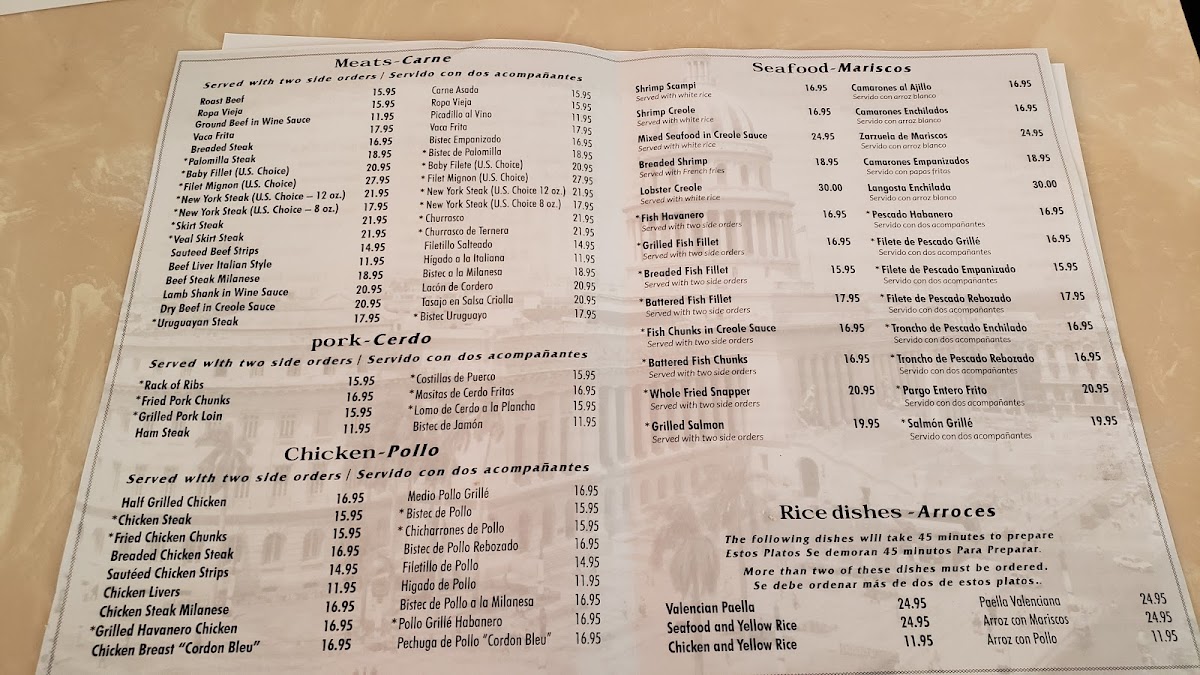 Meats-Carne
Served with two side orders / Servido con dos acompañantes
Roast Beef 15.95 Carne Asada 15.95
Ropa Vieja 15.95 Ropa Vieja 15.95
Ground Beef in Wine Sauce 11.95 Picadillo al Vino 11.95
Vaca Frita 17.95 Vaca Frita 17.95
Breaded Steak 16.95 Bistec Empanizado 16.95
*Palomilla Steak 18.95 * Bistec de Palomilla 18.95
*Baby Fillet (U.S. Choice) 20.95 * Baby Filete (U.S. Choice) 20.95
*Filet Mignon (U.S. Choice) 27.95 * Filet Mignon (U.S. Choice) 27.95
*New York Steak (U.S. Choice – 12 oz.) 21.95 * New York Steak (U.S. Choice 12 oz.) 21.95
*New York Steak (U.S. Choice – 8 oz.) 17.95 * New York Steak (U.S. Choice 8 oz.) 17.95
*Skirt Steak 21.95 * Churrasco 21.95
*Veal Skirt Steak 21.95 * Churrasco de Ternera 21.95
Sauteed Beef Strips 14.95 Filetillo Salteado 14.95
Beef Liver Italian Style 11.95 Higado a la Italiana 11.95
Beef Steak Milanese 18.95 Bistec a la Milanesa 18.95
Lamb Shank in Wine Sauce 20.95 Lacón de Cordero 20.95
Dry Beef in Creole Sauce 20.95 Tasajo en Salsa Criolla 20.95
*Uruguayan Steak 17.95 * Bistec Uruguayo 17.95
pork-Cerdo
Served with two side orders / Servido con dos acompañantes
*Rack of Ribs 15.95 *Costillas de Puerco 15.95
*Fried Pork Chunks 16.95 *Masitas de Cerdo Fritas 16.95
*Grilled Pork Loin 15.95 *Lomo de Cerdo a la Plancha 15.95
Ham Steak 11.95 Bistec de Jamón 11.95
Chicken-Pollo
Served with two side orders / Servido con dos acompañantes
Half Grilled Chicken 16.95 Medio Pollo Grillé 16.95
*Chicken Steak 15.95 * Bistec de Pollo 15.95
*Fried Chicken Chunks 15.95 * Chicharrones de Pollo 15.95
Breaded Chicken Steak 16.95 Bistec de Pollo Rebozado 16.95
Sautéed Chicken Strips 14.95 Filetillo de Pollo 14.95
Chicken Livers 11.95 Higado de Pollo 11.95
Chicken Steak Milanese 16.95 Bistec de Pollo a la Milanesa 16.95
*Grilled Havanero Chicken 16.95 *Pollo Grillé Habanero 16.95
Chicken Breast "Cordon Bleu" 16.95 Pechuga de Pollo "Cordon Bleu" 16.95
Seafood-Mariscos
Shrimp Scampi 16.95 Camarones al Ajillo 16.95
Served with white rice Servido con arroz blanco
Shrimp Creole 16.95 Camarones Enchilados 16.95
Served with white rice Servido con arroz blanco
Mixed Seafood in Creole Sauce 24.95 Zarzuela de Mariscos 24.95
Served with white rice Servido con arroz blanco
Breaded Shrimp 18.95 Camarones Empanizados 18.95
Served with French fries Servido con papas fritas
Lobster Creole 30.00 Langosta Enchilada 30.00
Served with white rice Servido con arroz blanco
*Fish Havanero 16.95 * Pescado Habanero 16.95
Served with two side orders Servido con dos acompañantes
*Grilled Fish Fillet 16.95 * Filete de Pescado Grillé 16.95
Served with two side orders Servido con dos acompañantes
*Breaded Fish Fillet 15.95 * Filete de Pescado Empanizado 15.95
Served with two side orders Servido con dos acompañantes
*Battered Fish Fillet 17.95 * Filete de Pescado Rebozado 17.95
Served with two side orders Servido con dos acompañantes
*Fish Chunks in Creole Sauce 16.95 * Troncho de Pescado Enchilado 16.95
Served with two side orders Servido con dos acompañantes
*Battered Fish Chunks 16.95 *Troncho de Pescado Rebozado 16.95
Served with two side orders Servido con dos acompañantes
*Whole Fried Snapper 20.95 * Pargo Entero Frito 20.95
Served with two side orders Servido con dos acompañantes
*Grilled Salmon 19.95 * Salmón Grillé 19.95
Served with two side orders Servido con dos acompañantes
Rice dishes -Arroces
The following dishes will take 45 minutes to prepare
Estos Platos Se demoran 45 minutos Para Preparar.
More than two of these dishes must be ordered.
Se debe ordenar más de dos de estos platos..
Valencian Paella 24.95 Paella Valenciana 24.95
Seafood and Yellow Rice 24.95 Arroz con Mariscos 24.95
Chicken and Yellow Rice 11.95 Arroz con Pollo 11.95